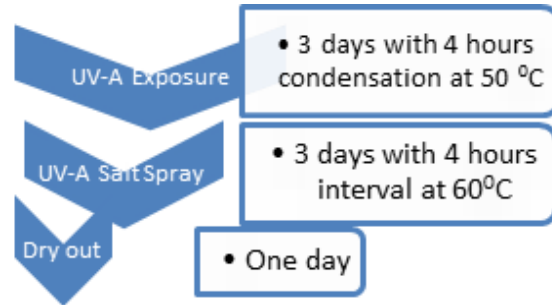 UV-A Exposure
• 3 days with 4 hours
condensation at 50 ⁰C
UV-A Salt Spray
• 3 days with 4 hours
interval at 60⁰C
Dry out
• One day